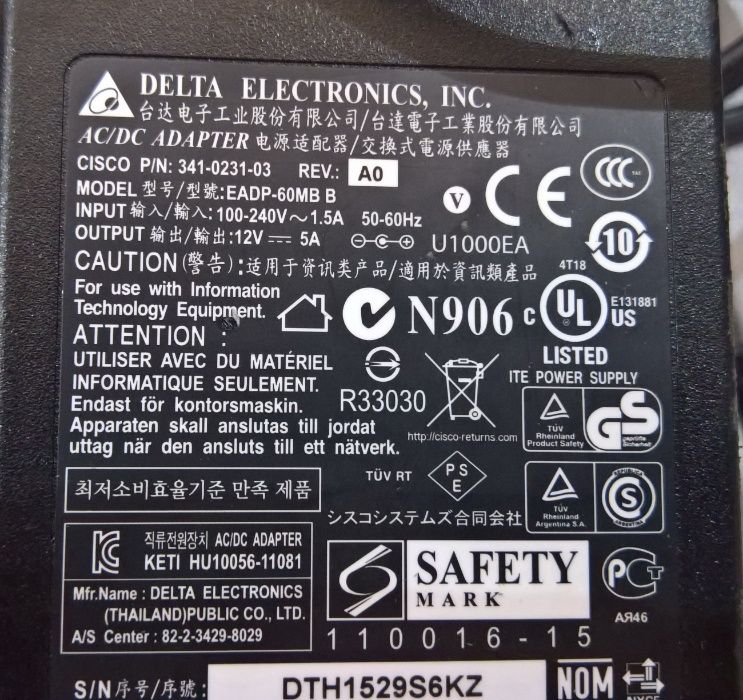 DELTA ELECTRONICS, INC.
台达电子工业股份有限公司/台達電子工業股份有限公司
AC/DC ADAPTER 电源适配器/交換式電源供應器
CISCO P/N: 341-0231-03 REV.: A0
MODEL 型号/型號:EADP-60MB B
INPUT 输入/輸入:100-240V～1.5A 50-60Hz
OUTPUT 输出/輸出:12V ⎓ 5A
U1000EA
V
CE
CCC
10
CAUTION (警告):适用于资讯类产品/適用於資訊類產品
4T18
For use with Information
Technology Equipment.
N906
C UL US
E131881
LISTED
ITE POWER SUPPLY
ATTENTION :
UTILISER AVEC DU MATÉRIEL
INFORMATIQUE SEULEMENT.
Endast för kontorsmaskin.
Apparaten skall anslutas till jordat
uttag när den ansluts till ett nätverk.
R33030
http://cisco-returns.com
TÜV
Rheinland
Product Safety
GS
geprüfte
Sicherheit
최저소비효율기준 만족 제품
TÜV RT
PS
E
シスコシステムズ合同会社
TÜV
Rheinland
Argentina S.A.
REPUBLICA
S
ARGENTINA
직류전원장치 AC/DC ADAPTER
KETI HU10056-11081
Mfr.Name : DELTA ELECTRONICS
(THAILAND)PUBLIC CO., LTD.
A/S Center : 82-2-3429-8029
SAFETY
MARK
110016-15
РСТ
АЯ46
S/N序号/序號:
DTH1529S6KZ
NOM
NYCE